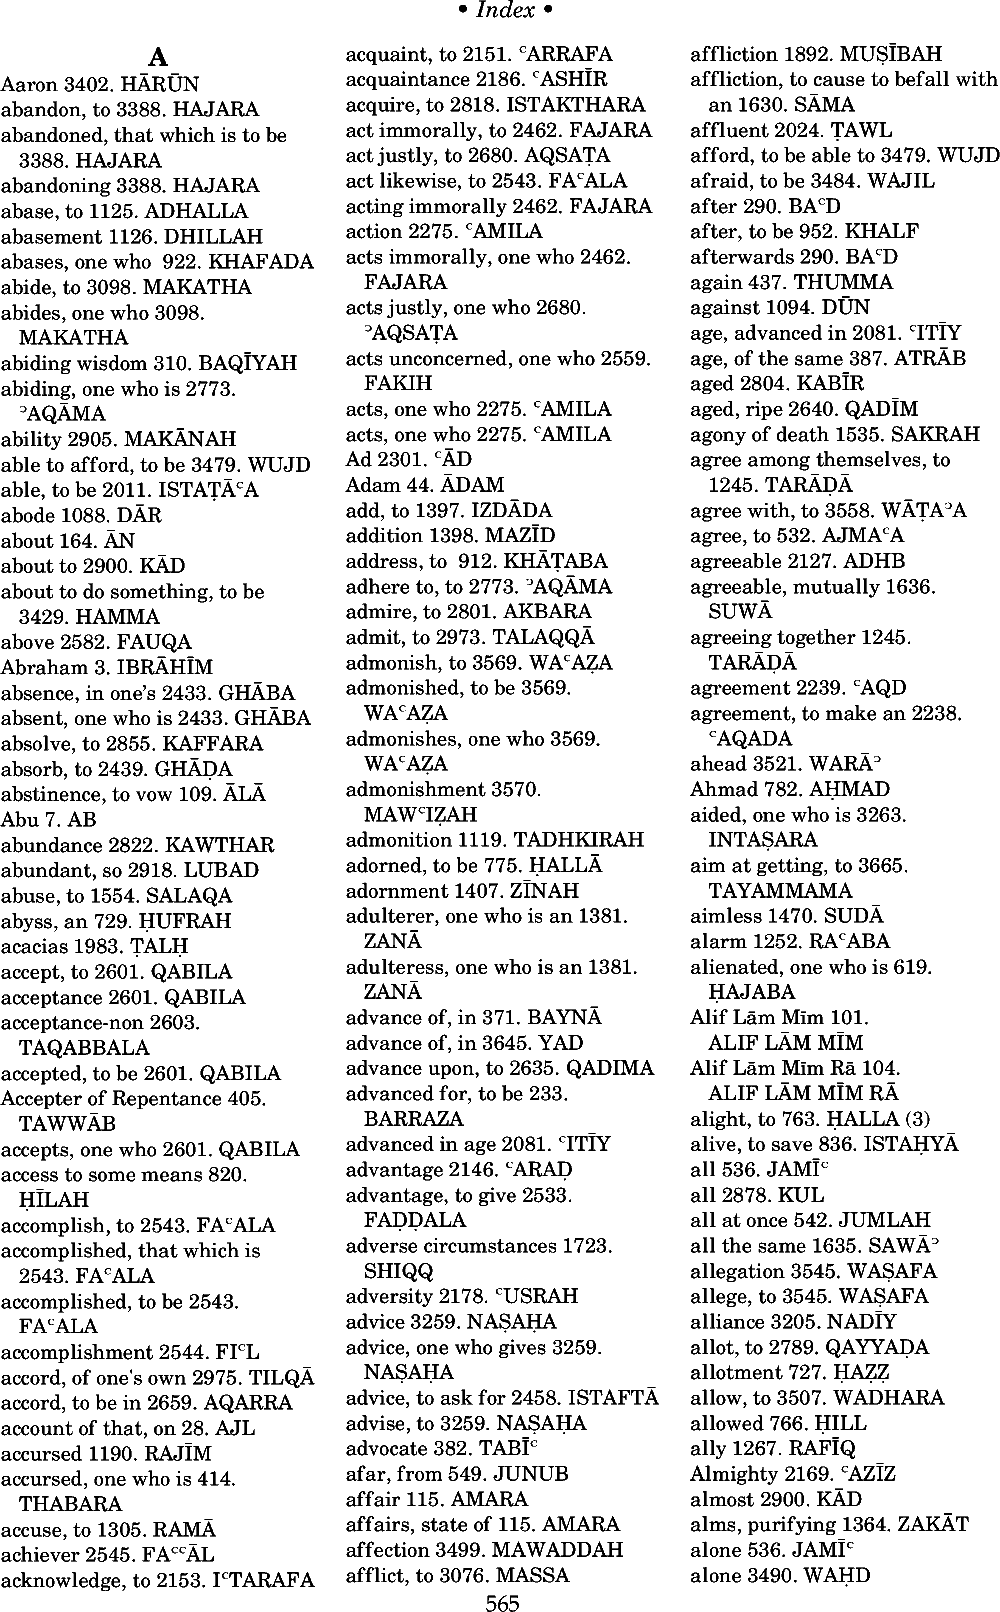 • Index •
A
Aaron 3402. HĀRŪN
abandon, to 3388. HAJARA
abandoned, that which is to be
3388. HAJARA
abandoning 3388. HAJARA
abase, to 1125. ADHALLA
abasement 1126. DHILLAH
abases, one who 922. KHAFADA
abide, to 3098. MAKATHA
abides, one who 3098.
MAKATHA
abiding wisdom 310. BAQĪYAH
abiding, one who is 2773.
ᵓAQĀMA
ability 2905. MAKĀNAH
able to afford, to be 3479. WUJD
able, to be 2011. ISTAṬĀᶜA
abode 1088. DĀR
about 164. ĀN
about to 2900. KĀD
about to do something, to be
3429. HAMMA
above 2582. FAUQA
Abraham 3. IBRĀHĪM
absence, in one's 2433. GHĀBA
absent, one who is 2433. GHĀBA
absolve, to 2855. KAFFARA
absorb, to 2439. GHĀḌA
abstinence, to vow 109. ĀLĀ
Abu 7. AB
abundance 2822. KAWTHAR
abundant, so 2918. LUBAD
abuse, to 1554. SALAQA
abyss, an 729. ḤUFRAH
acacias 1983. ṬALḤ
accept, to 2601. QABILA
acceptance 2601. QABILA
acceptance-non 2603.
TAQABBALA
accepted, to be 2601. QABILA
Accepter of Repentance 405.
TAWWĀB
accepts, one who 2601. QABILA
access to some means 820.
ḤĪLAH
accomplish, to 2543. FAᶜALA
accomplished, that which is
2543. FAᶜALA
accomplished, to be 2543.
FAᶜALA
accomplishment 2544. FIᶜL
accord, of one's own 2975. TILQĀ
accord, to be in 2659. AQARRA
account of that, on 28. AJL
accursed 1190. RAJĪM
accursed, one who is 414.
THABARA
accuse, to 1305. RAMĀ
achiever 2545. FAᶜᶜĀL
acknowledge, to 2153. IᶜTARAFA
acquaint, to 2151. ᶜARRAFA
acquaintance 2186. ᶜASHĪR
acquire, to 2818. ISTAKTHARA
act immorally, to 2462. FAJARA
act justly, to 2680. AQSAṬA
act likewise, to 2543. FAᶜALA
acting immorally 2462. FAJARA
action 2275. ᶜAMILA
acts immorally, one who 2462.
FAJARA
acts justly, one who 2680.
ᵓAQSAṬA
acts unconcerned, one who 2559.
FAKIH
acts, one who 2275. ᶜAMILA
acts, one who 2275. ᶜAMILA
Ad 2301. ᶜĀD
Adam 44. ĀDAM
add, to 1397. IZDĀDA
addition 1398. MAZĪD
address, to 912. KHĀṬABA
adhere to, to 2773. ᵓAQĀMA
admire, to 2801. AKBARA
admit, to 2973. TALAQQĀ
admonish, to 3569. WAᶜAẒA
admonished, to be 3569.
WAᶜAẒA
admonishes, one who 3569.
WAᶜAẒA
admonishment 3570.
MAWᶜIẒAH
admonition 1119. TADHKIRAH
adorned, to be 775. ḤALLĀ
adornment 1407. ZĪNAH
adulterer, one who is an 1381.
ZANĀ
adulteress, one who is an 1381.
ZANĀ
advance of, in 371. BAYNĀ
advance of, in 3645. YAD
advance upon, to 2635. QADIMA
advanced for, to be 233.
BARRAZA
advanced in age 2081. ᶜITĪY
advantage 2146. ᶜARAḌ
advantage, to give 2533.
FAḌḌALA
adverse circumstances 1723.
SHIQQ
adversity 2178. ᶜUSRAH
advice 3259. NAṢAḤA
advice, one who gives 3259.
NAṢAḤA
advice, to ask for 2458. ISTAFTĀ
advise, to 3259. NAṢAḤA
advocate 382. TABĪᶜ
afar, from 549. JUNUB
affair 115. AMARA
affairs, state of 115. AMARA
affection 3499. MAWADDAH
afflict, to 3076. MASSA
affliction 1892. MUṢĪBAH
affliction, to cause to befall with
an 1630. SĀMA
affluent 2024. ṬAWL
afford, to be able to 3479. WUJD
afraid, to be 3484. WAJIL
after 290. BAᶜD
after, to be 952. KHALF
afterwards 290. BAᶜD
again 437. THUMMA
against 1094. DŪN
age, advanced in 2081. ᶜITĪY
age, of the same 387. ATRĀB
aged 2804. KABĪR
aged, ripe 2640. QADĪM
agony of death 1535. SAKRAH
agree among themselves, to
1245. TARĀḌĀ
agree with, to 3558. WĀṬAᵓA
agree, to 532. AJMAᶜA
agreeable 2127. ADHB
agreeable, mutually 1636.
SUWĀ
agreeing together 1245.
TARĀḌĀ
agreement 2239. ᶜAQD
agreement, to make an 2238.
ᶜAQADA
ahead 3521. WARĀᵓ
Ahmad 782. AḤMAD
aided, one who is 3263.
INTAṢARA
aim at getting, to 3665.
TAYAMMAMA
aimless 1470. SUDĀ
alarm 1252. RAᶜABA
alienated, one who is 619.
ḤAJABA
Alif Lām Mīm 101.
ALIF LĀM MĪM
Alif Lām Mīm Rā 104.
ALIF LĀM MĪM RĀ
alight, to 763. ḤALLA (3)
alive, to save 836. ISTAḤYĀ
all 536. JAMĪᶜ
all 2878. KUL
all at once 542. JUMLAH
all the same 1635. SAWĀᵓ
allegation 3545. WAṢAFA
allege, to 3545. WAṢAFA
alliance 3205. NADĪY
allot, to 2789. QAYYAḌA
allotment 727. ḤAẒẒ
allow, to 3507. WADHARA
allowed 766. ḤILL
ally 1267. RAFĪQ
Almighty 2169. ᶜAZĪZ
almost 2900. KĀD
alms, purifying 1364. ZAKĀT
alone 536. JAMĪᶜ
alone 3490. WAḤD
565